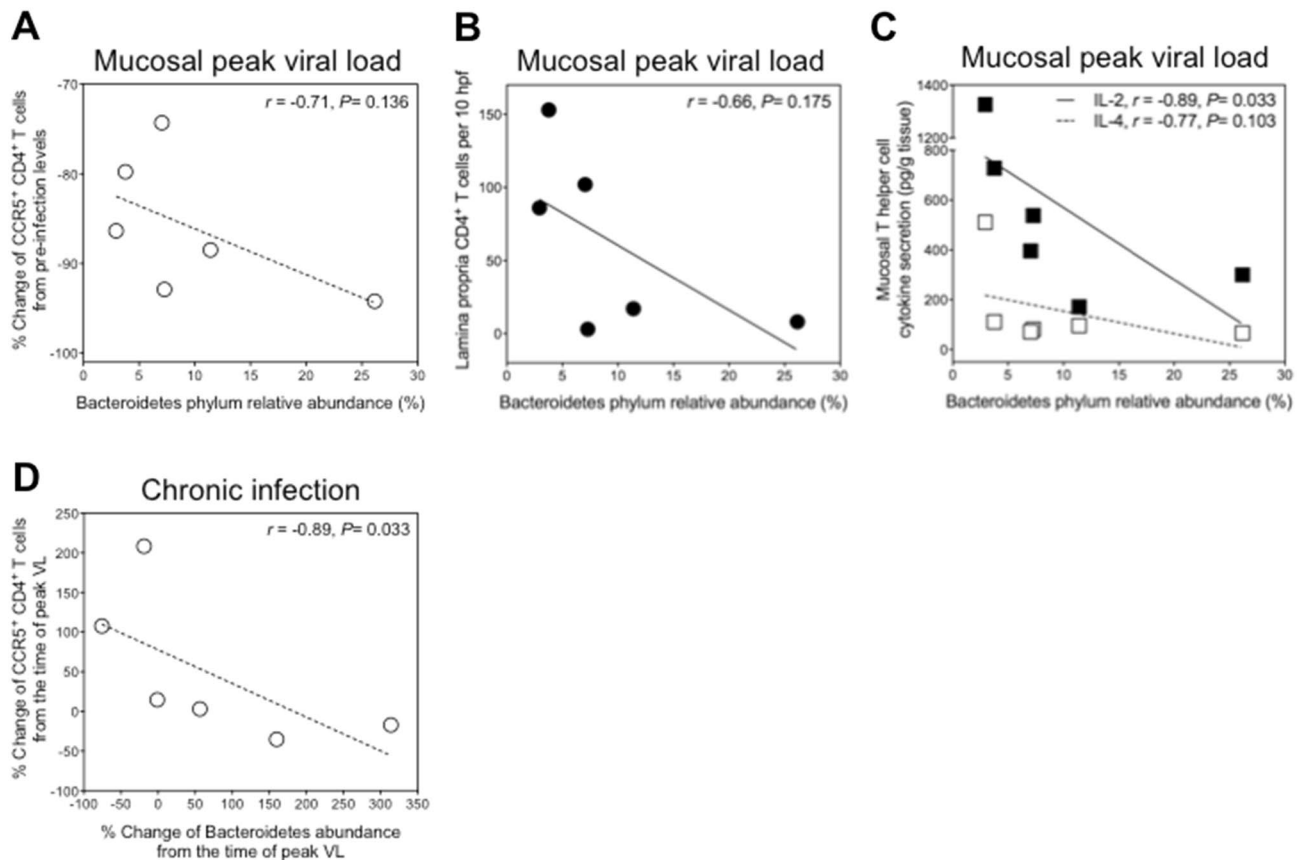 A
Mucosal peak viral load
r = -0.71, P= 0.136
% Change of CCR5⁺ CD4⁺ T cells
from pre-infection levels
-70
-80
-90
-100
0 5 10 15 20 25 30
Bacteroidetes phylum relative abundance (%)
B
Mucosal peak viral load
r = -0.66, P= 0.175
Lamina propria CD4⁺ T cells per 10 hpf
150
100
50
0
0 5 10 15 20 25 30
Bacteroidetes phylum relative abundance (%)
C
Mucosal peak viral load
IL-2, r = -0.89, P= 0.033
IL-4, r = -0.77, P= 0.103
Mucosal T helper cell
cytokine secretion (pg/g tissue)
1400
1200
800
600
400
200
0
0 5 10 15 20 25 30
Bacteroidetes phylum relative abundance (%)
D
Chronic infection
r = -0.89, P= 0.033
% Change of CCR5⁺ CD4⁺ T cells
from the time of peak VL
250
200
150
100
50
0
-50
-100
-100 -50 0 50 100 150 200 250 300 350
% Change of Bacteroidetes abundance
from the time of peak VL